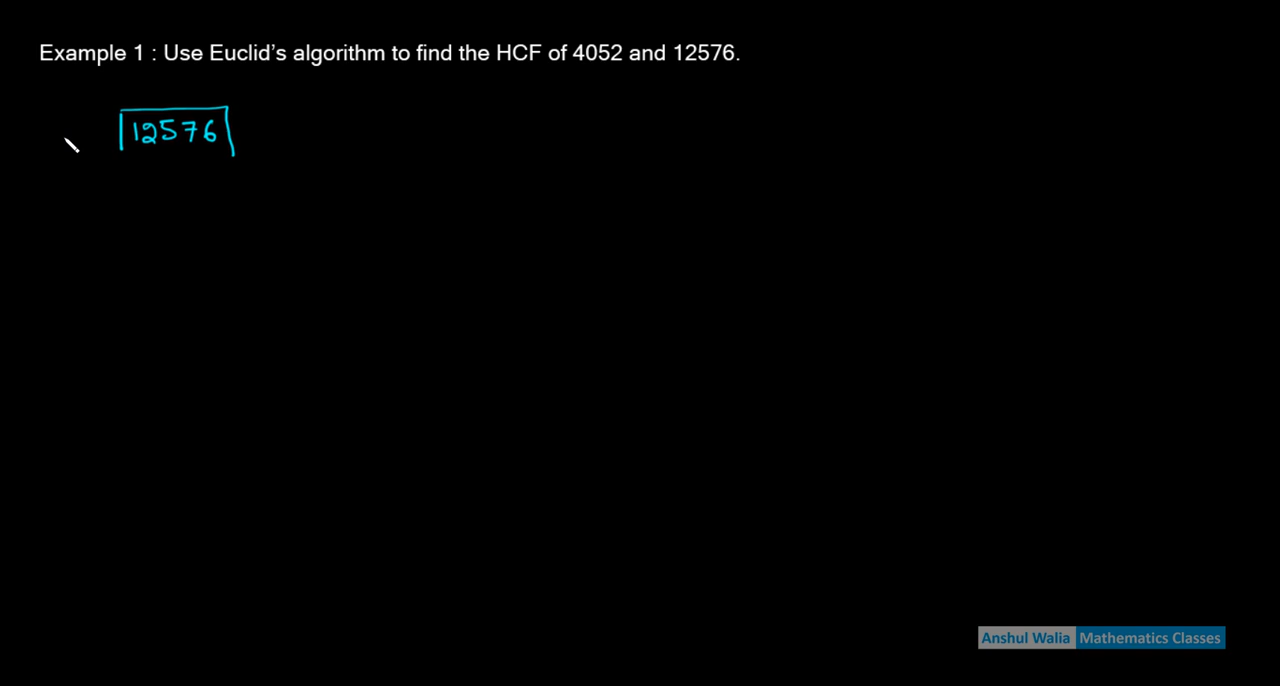 Example 1 : Use Euclid’s algorithm to find the HCF of 4052 and 12576.
12576
Anshul Walia Mathematics Classes